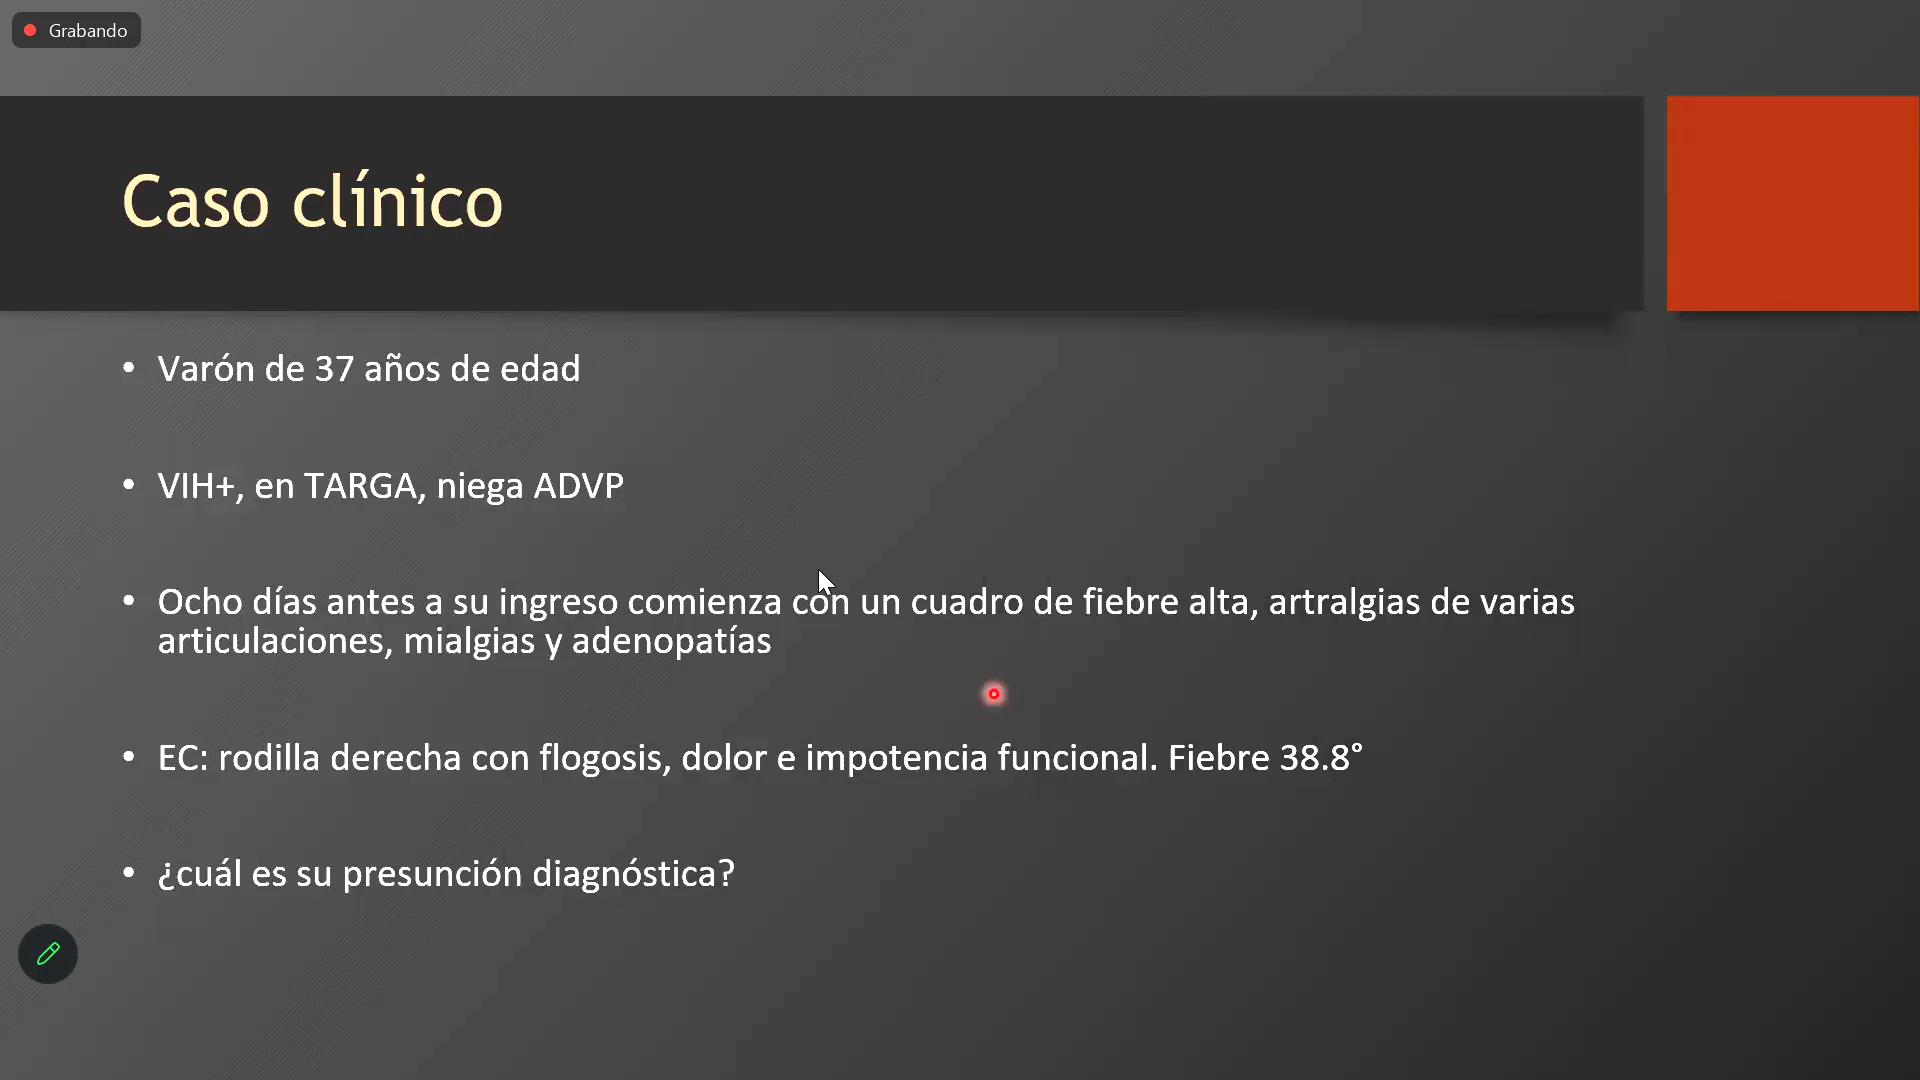 Grabando
Caso clínico
• Varón de 37 años de edad
• VIH+, en TARGA, niega ADVP
• Ocho días antes a su ingreso comienza con un cuadro de fiebre alta, artralgias de varias
articulaciones, mialgias y adenopatías
• EC: rodilla derecha con flogosis, dolor e impotencia funcional. Fiebre 38.8°
• ¿cuál es su presunción diagnóstica?